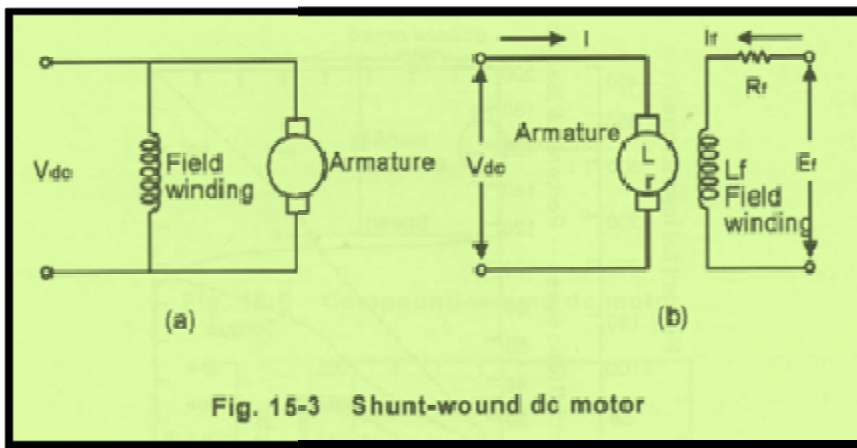 I
If
Rf
Vdc
Field
winding
Armature
Armature
Vdc
L
r
Lf
Field
winding
Ef
(a)
(b)
Fig. 15-3 Shunt-wound dc motor